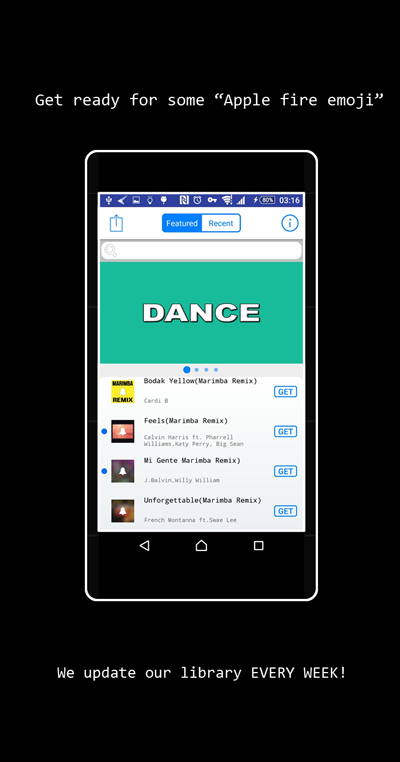 Get ready for some “Apple fire emoji”
80% 03:16
Featured Recent
DANCE
MARIMBA
REMIX
Bodak Yellow(Marimba Remix)
Cardi B
GET
Feels(Marimba Remix)
Calvin Harris ft. Pharrell
Williams,Katy Perry, Big Sean
GET
Mi Gente Marimba Remix)
J.Balvin,Willy William
GET
Unforgettable(Marimba Remix)
French Montanna ft.Swae Lee
GET
We update our library EVERY WEEK!